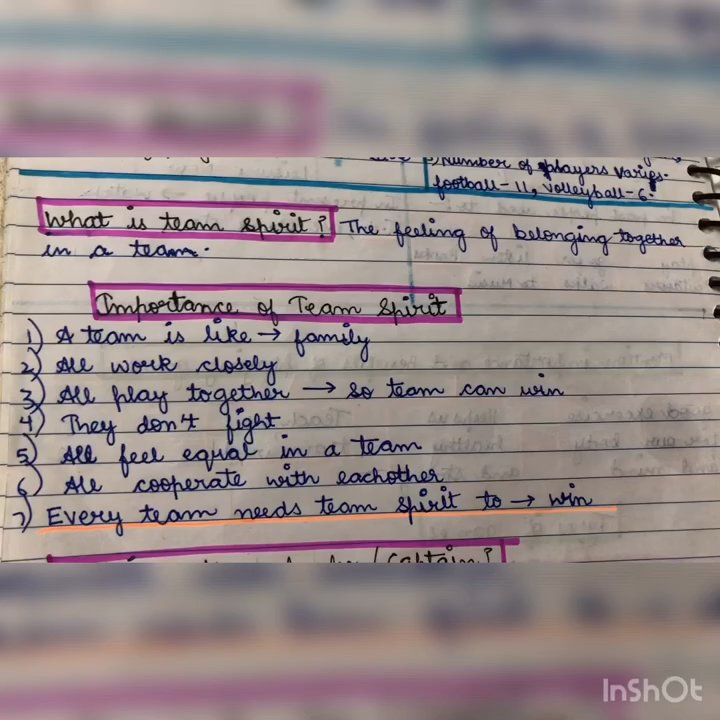 Number of players varies.
football-11, volleyball-6.
What is team spirit? The feeling of belonging together
in a team.
Importance of Team Spirit
1) A team is like → family
2) All work closely
3) All play together → so team can win
4) They don't fight
5) All feel equal in a team
6) All cooperate with eachother
7) Every team needs team spirit to → win
/captain?
InShOt